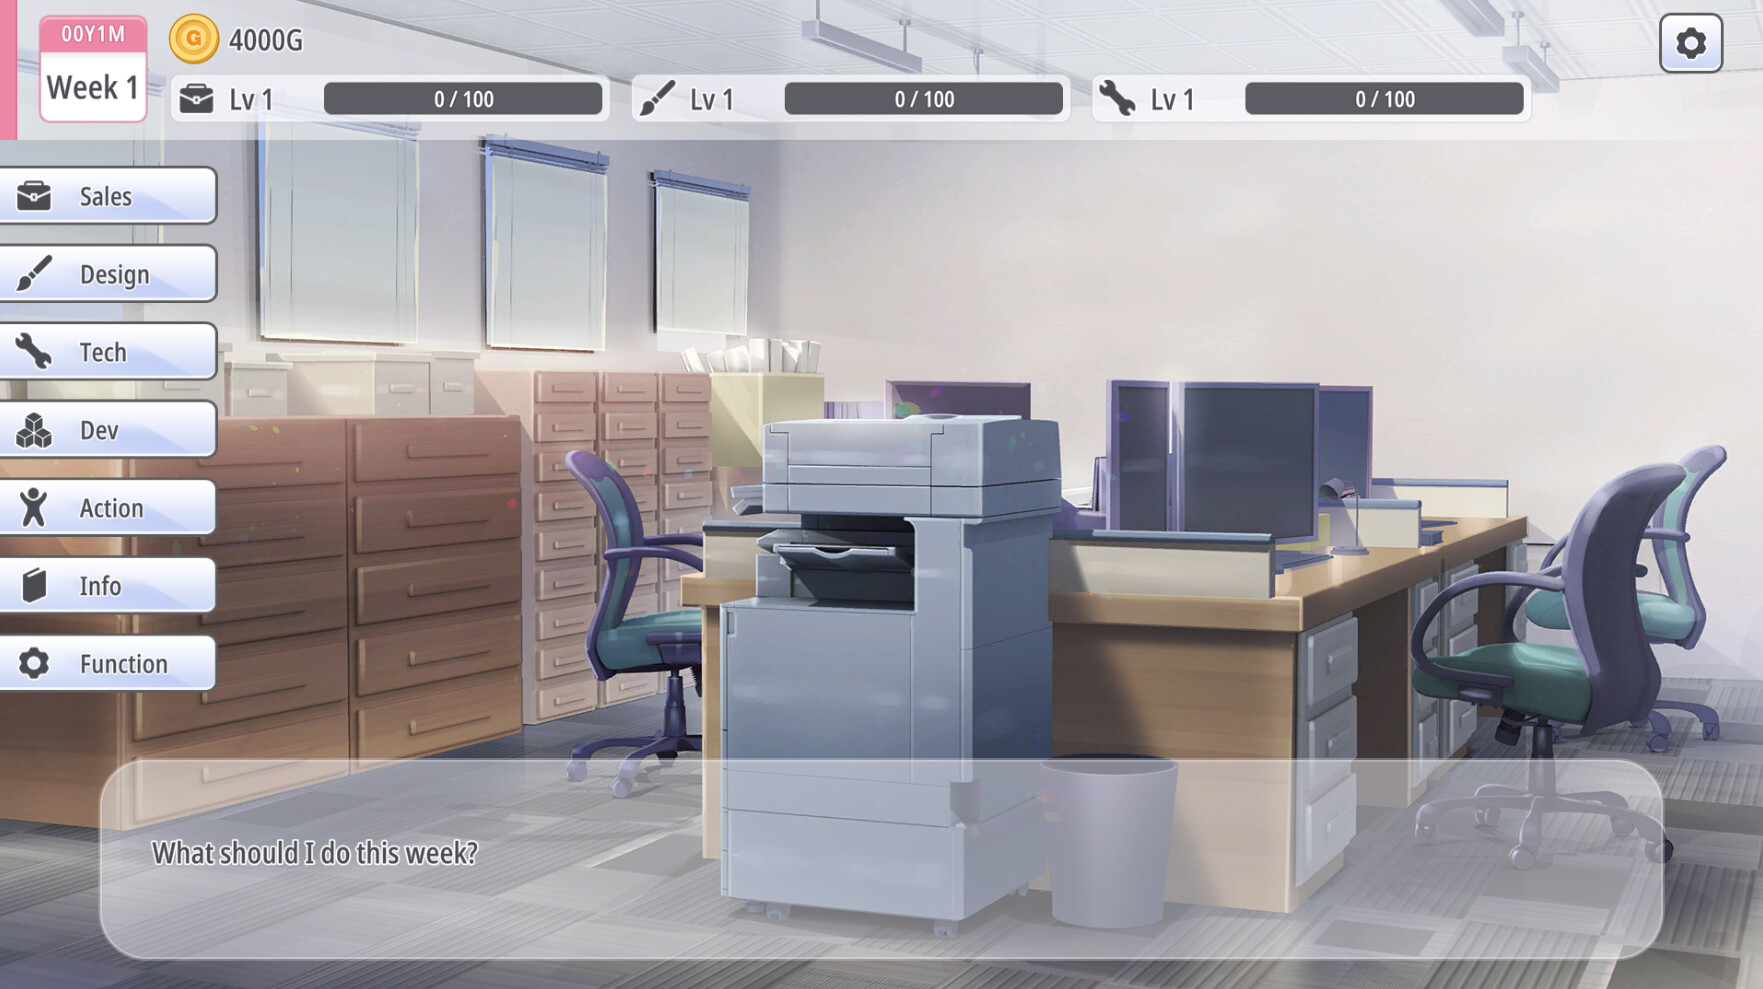 00Y1M
Week 1
G
4000G
Lv 1
0 / 100
Lv 1
0 / 100
Lv 1
0 / 100
Sales
Design
Tech
Dev
Action
Info
Function
What should I do this week?